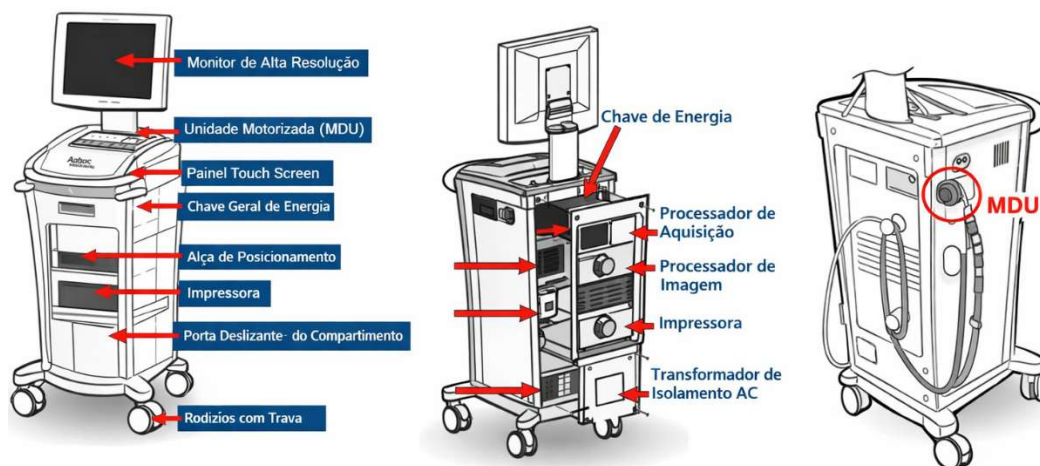 Monitor de Alta Resolução
Unidade Motorizada (MDU)
Painel Touch Screen
Chave Geral de Energia
Alça de Posicionamento
Impressora
Porta Deslizante- do Compartimento
Rodizíos com Trava
Chave de Energia
Processador de
Aquisição
Processador de
Imagem
Impressora
Transformador de
Isolamento AC
MDU